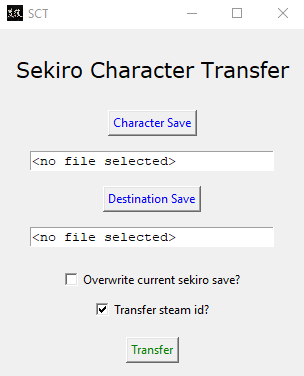 SCT
Sekiro Character Transfer
Character Save
<no file selected>
Destination Save
<no file selected>
Overwrite current sekiro save?
Transfer steam id?
Transfer